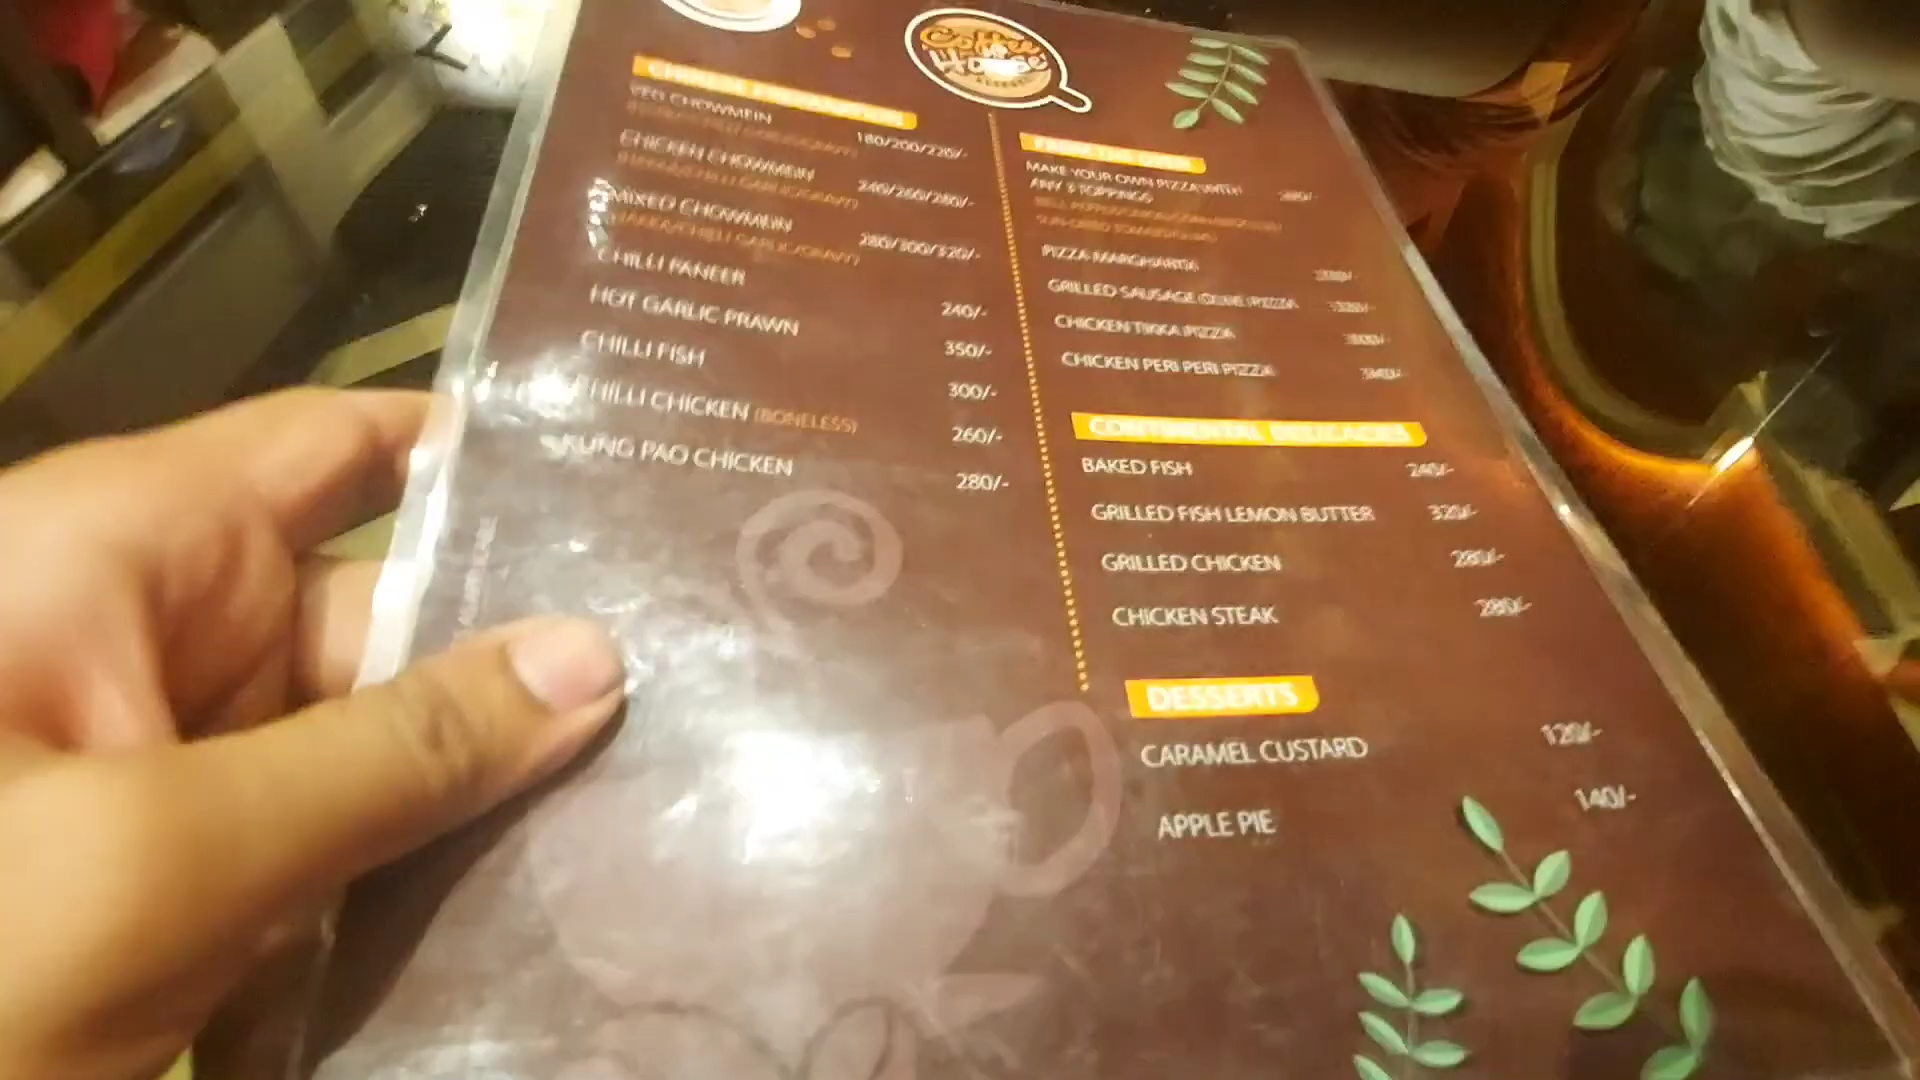 Coffee
House
VEG CHOWMEIN 180/200/220/-
CHICKEN CHOWMEIN 240/260/280/-
MIXED CHOWMEIN 280/300/320/-
CHILLI PANEER 240/-
HOT GARLIC PRAWN 350/-
CHILLI FISH 300/-
CHILLI CHICKEN (BONELESS) 260/-
KUNG PAO CHICKEN 280/-
FROM THE OVEN
MAKE YOUR OWN PIZZA WITH
ANY 3 TOPPINGS
PIZZA
GRILLED SAUSAGE PIZZA
CHICKEN TIKKA PIZZA
CHICKEN PERI PERI PIZZA
CONTINENTAL DELICACIES
BAKED FISH 240/-
GRILLED FISH LEMON BUTTER 320/-
GRILLED CHICKEN 280/-
CHICKEN STEAK 280/-
DESSERTS
CARAMEL CUSTARD 120/-
APPLE PIE 140/-